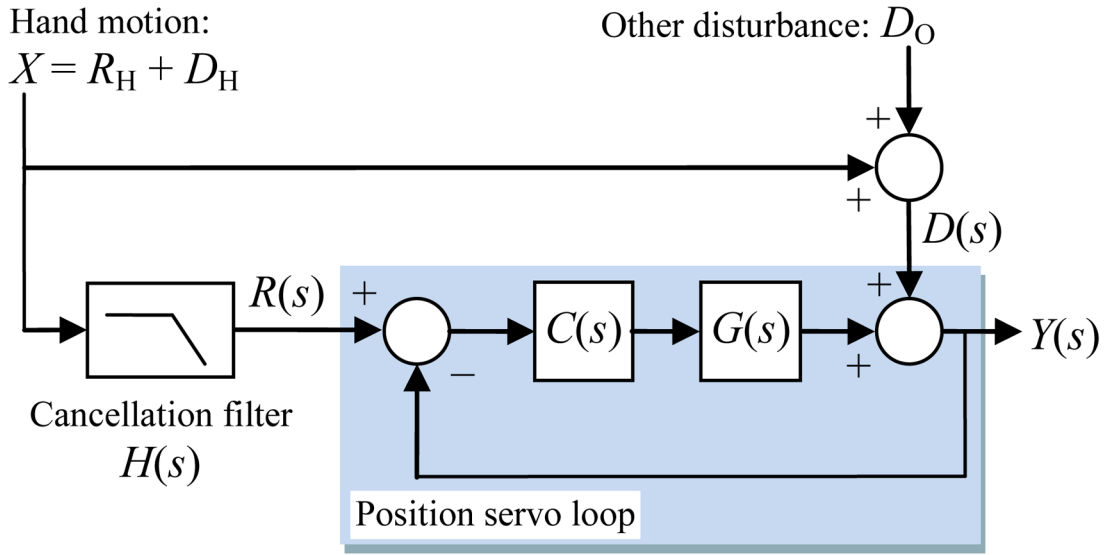 Hand motion:
X = R_H + D_H
Other disturbance: D_O
+
+
D(s)
R(s)
+
+
C(s)
G(s)
Y(s)
−
+
Cancellation filter
H(s)
Position servo loop